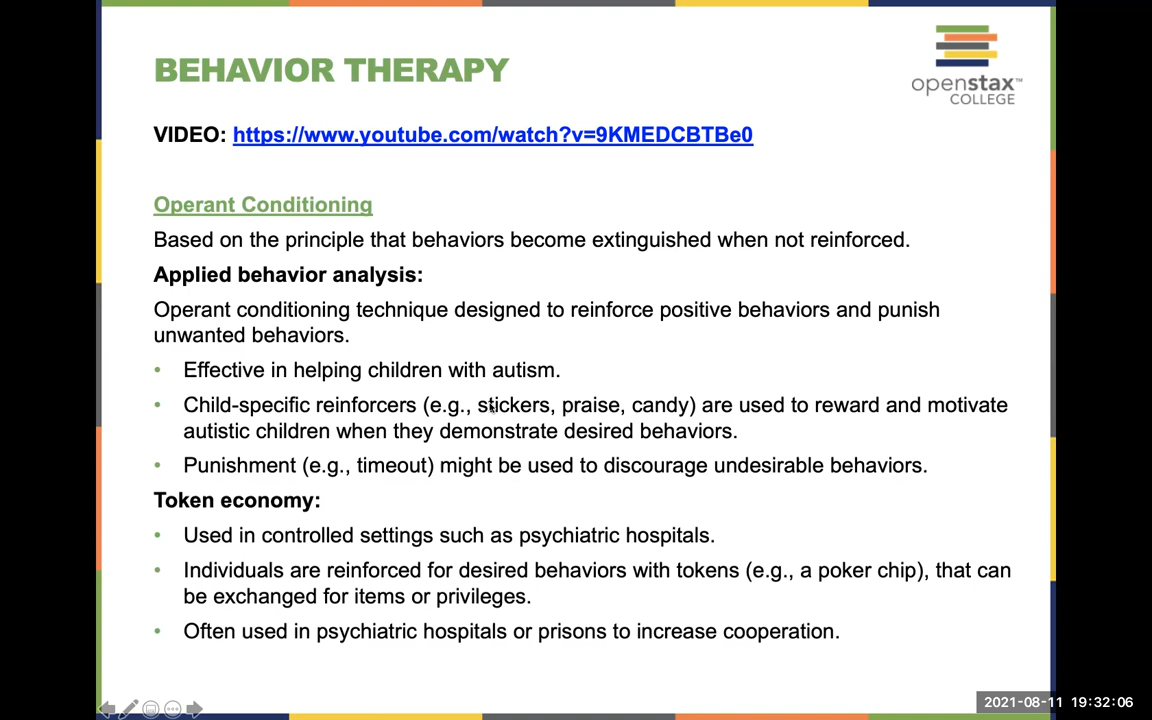 BEHAVIOR THERAPY
openstax™
COLLEGE
VIDEO: https://www.youtube.com/watch?v=9KMEDCBTBe0
Operant Conditioning
Based on the principle that behaviors become extinguished when not reinforced.
Applied behavior analysis:
Operant conditioning technique designed to reinforce positive behaviors and punish
unwanted behaviors.
• Effective in helping children with autism.
• Child-specific reinforcers (e.g., stickers, praise, candy) are used to reward and motivate
autistic children when they demonstrate desired behaviors.
• Punishment (e.g., timeout) might be used to discourage undesirable behaviors.
Token economy:
• Used in controlled settings such as psychiatric hospitals.
• Individuals are reinforced for desired behaviors with tokens (e.g., a poker chip), that can
be exchanged for items or privileges.
• Often used in psychiatric hospitals or prisons to increase cooperation.
2021-08-11 19:32:06